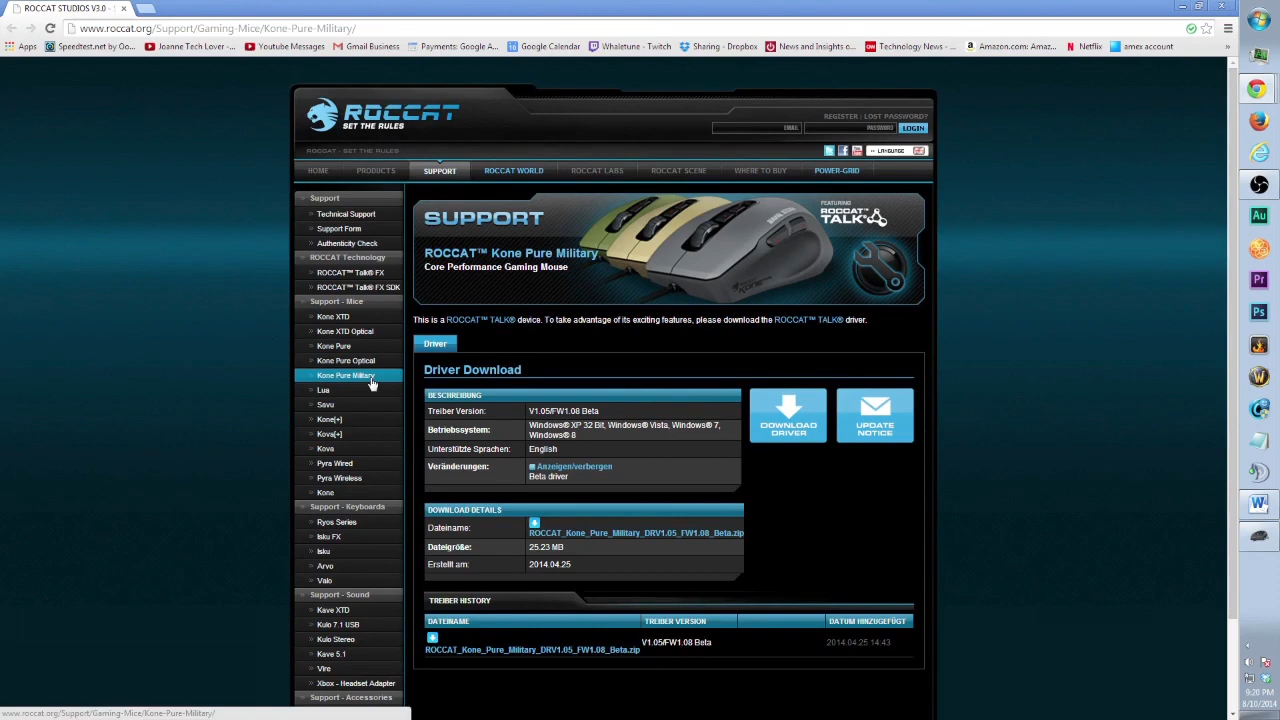 ROCCAT STUDIOS V3.0 - S
www.roccat.org/Support/Gaming-Mice/Kone-Pure-Military/
Apps
Speedtest.net by Oo...
Joanne Tech Lover -...
Youtube Messages
Gmail Business
Payments: Google A...
Google Calendar
Whaletune - Twitch
Sharing - Dropbox
News and Insights o...
Technology News -...
Amazon.com: Amaz...
Netflix
amex account
ROCCAT
SET THE RULES
REGISTER | LOST PASSWORD?
EMAIL
PASSWORD
LOGIN
ROCCAT - SET THE RULES
LANGUAGE
HOME
PRODUCTS
SUPPORT
ROCCAT WORLD
ROCCAT LABS
ROCCAT SCENE
WHERE TO BUY
POWER-GRID
Support
Technical Support
Support Form
Authenticity Check
ROCCAT Technology
ROCCAT™ Talk® FX
ROCCAT™ Talk® FX SDK
Support - Mice
Kone XTD
Kone XTD Optical
Kone Pure
Kone Pure Optical
Kone Pure Military
Lua
Savu
Kone[+]
Kova[+]
Kova
Pyra Wired
Pyra Wireless
Kone
Support - Keyboards
Ryos Series
Isku FX
Isku
Arvo
Valo
Support - Sound
Kave XTD
Kulo 7.1 USB
Kulo Stereo
Kave 5.1
Vire
Xbox - Headset Adapter
Support - Accessories
SUPPORT
ROCCAT™ Kone Pure Military
Core Performance Gaming Mouse
FEATURING
ROCCAT
TALK
This is a ROCCAT™ TALK® device. To take advantage of its exciting features, please download the ROCCAT™ TALK® driver.
Driver
Driver Download
BESCHREIBUNG
Treiber Version: V1.05/FW1.08 Beta
Betriebssystem: Windows® XP 32 Bit, Windows® Vista, Windows® 7,
Windows® 8
Unterstützte Sprachen: English
Veränderungen: Anzeigen/verbergen
Beta driver
DOWNLOAD
DRIVER
UPDATE
NOTICE
DOWNLOAD DETAILS
Dateiname: ROCCAT_Kone_Pure_Military_DRV1.05_FW1.08_Beta.zip
Dateigröße: 25.23 MB
Erstellt am: 2014.04.25
TREIBER HISTORY
DATEINAME
TREIBER VERSION
DATUM HINZUGEFÜGT
ROCCAT_Kone_Pure_Military_DRV1.05_FW1.08_Beta.zip
V1.05/FW1.08 Beta
2014.04.25 14:43
www.roccat.org/Support/Gaming-Mice/Kone-Pure-Military/
Au
Pr
Ps
W
9:20 PM
8/10/2014